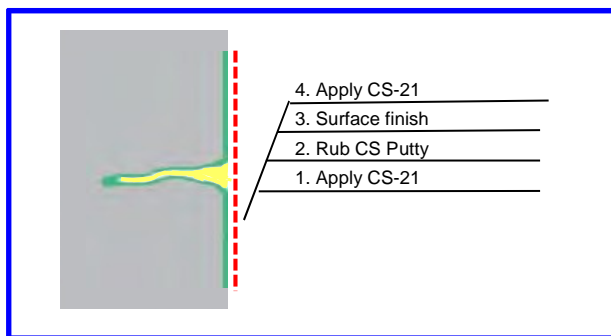 4. Apply CS-21
3. Surface finish
2. Rub CS Putty
1. Apply CS-21